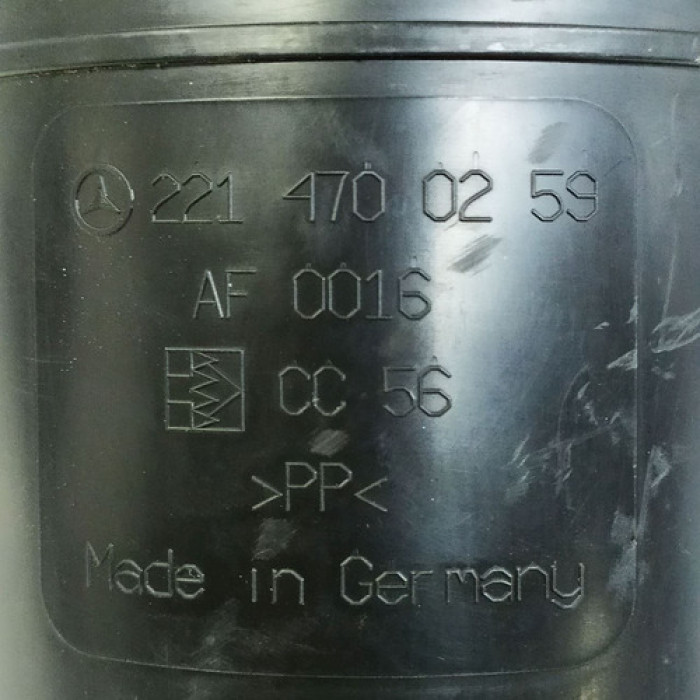 221 470 02 59
AF 0016
CC 56
>PP<
Made in Germany